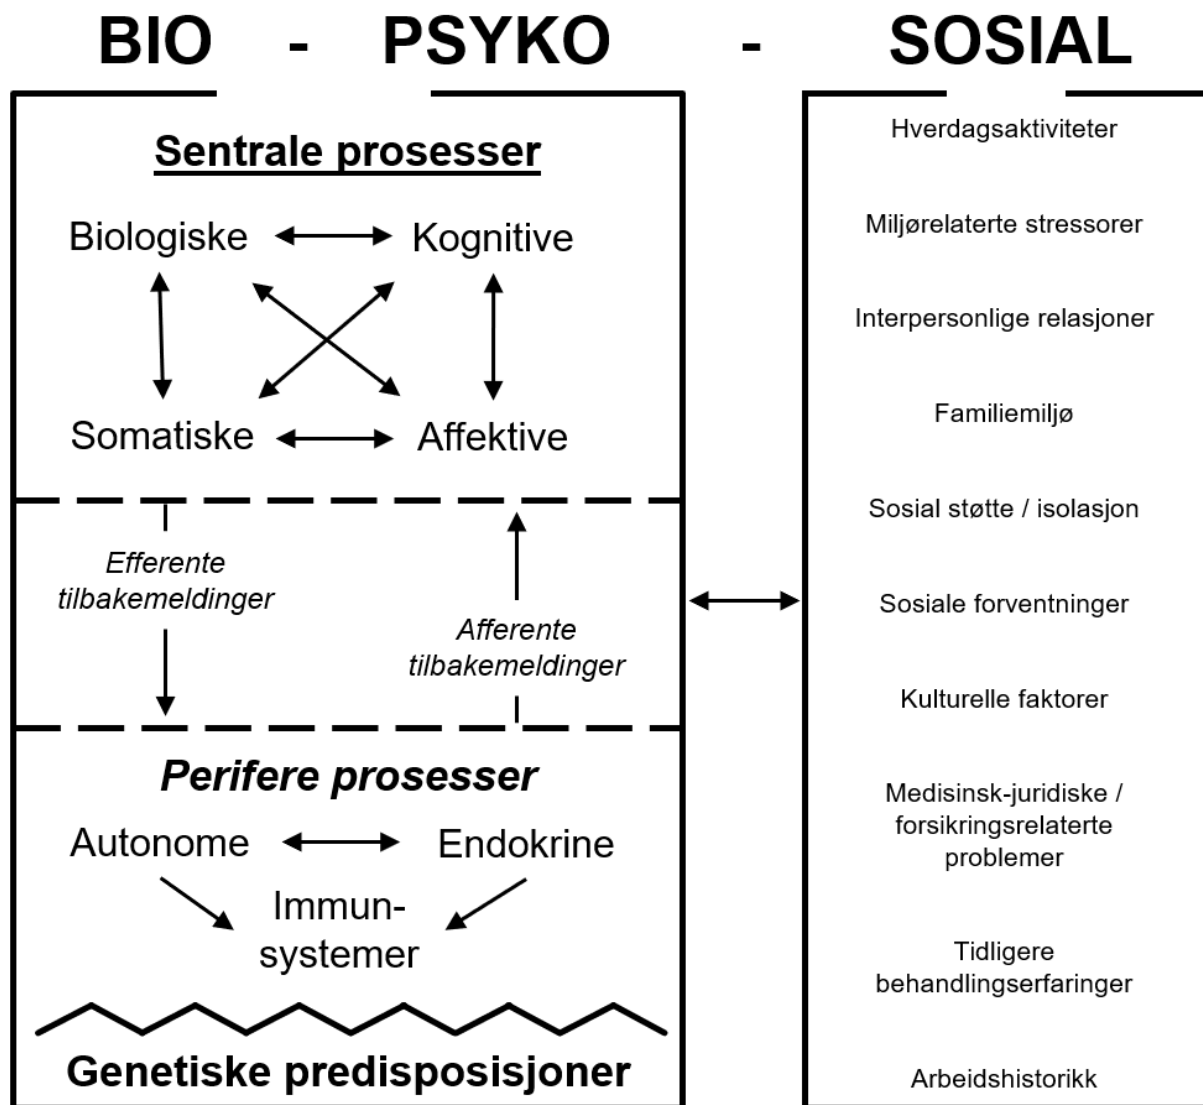 BIO - PSYKO - SOSIAL
Sentrale prosesser
Biologiske
Kognitive
Somatiske
Affektive
Efferente
tilbakemeldinger
Afferente
tilbakemeldinger
Perifere prosesser
Autonome
Endokrine
Immun-
systemer
Genetiske predisposisjoner
Hverdagsaktiviteter
Miljørelaterte stressorer
Interpersonlige relasjoner
Familiemiljø
Sosial støtte / isolasjon
Sosiale forventninger
Kulturelle faktorer
Medisinsk-juridiske /
forsikringsrelaterte
problemer
Tidligere
behandlingserfaringer
Arbeidshistorikk